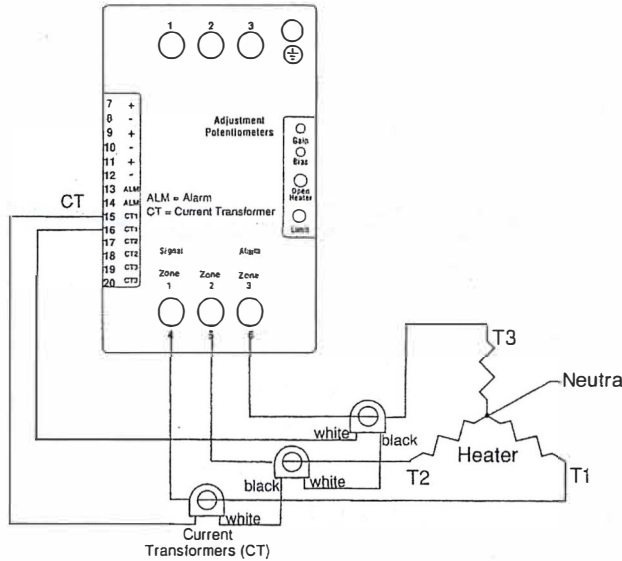 1 2 3
7 +
8 -
9 +
10 -
11 +
12 -
13 ALM
14 ALM
15 CT1
16 CT1
17 CT2
18 CT2
19 CT3
20 CT3
Adjustment
Potentiometers
Gain
Bias
Open
Heater
Limit
ALM = Alarm
CT = Current Transformer
CT
Signal Alarm
Zone Zone Zone
1 2 3
4 5 6
T3
Neutra
white black
Heater
T2 T1
black white
white
Current
Transformers (CT)